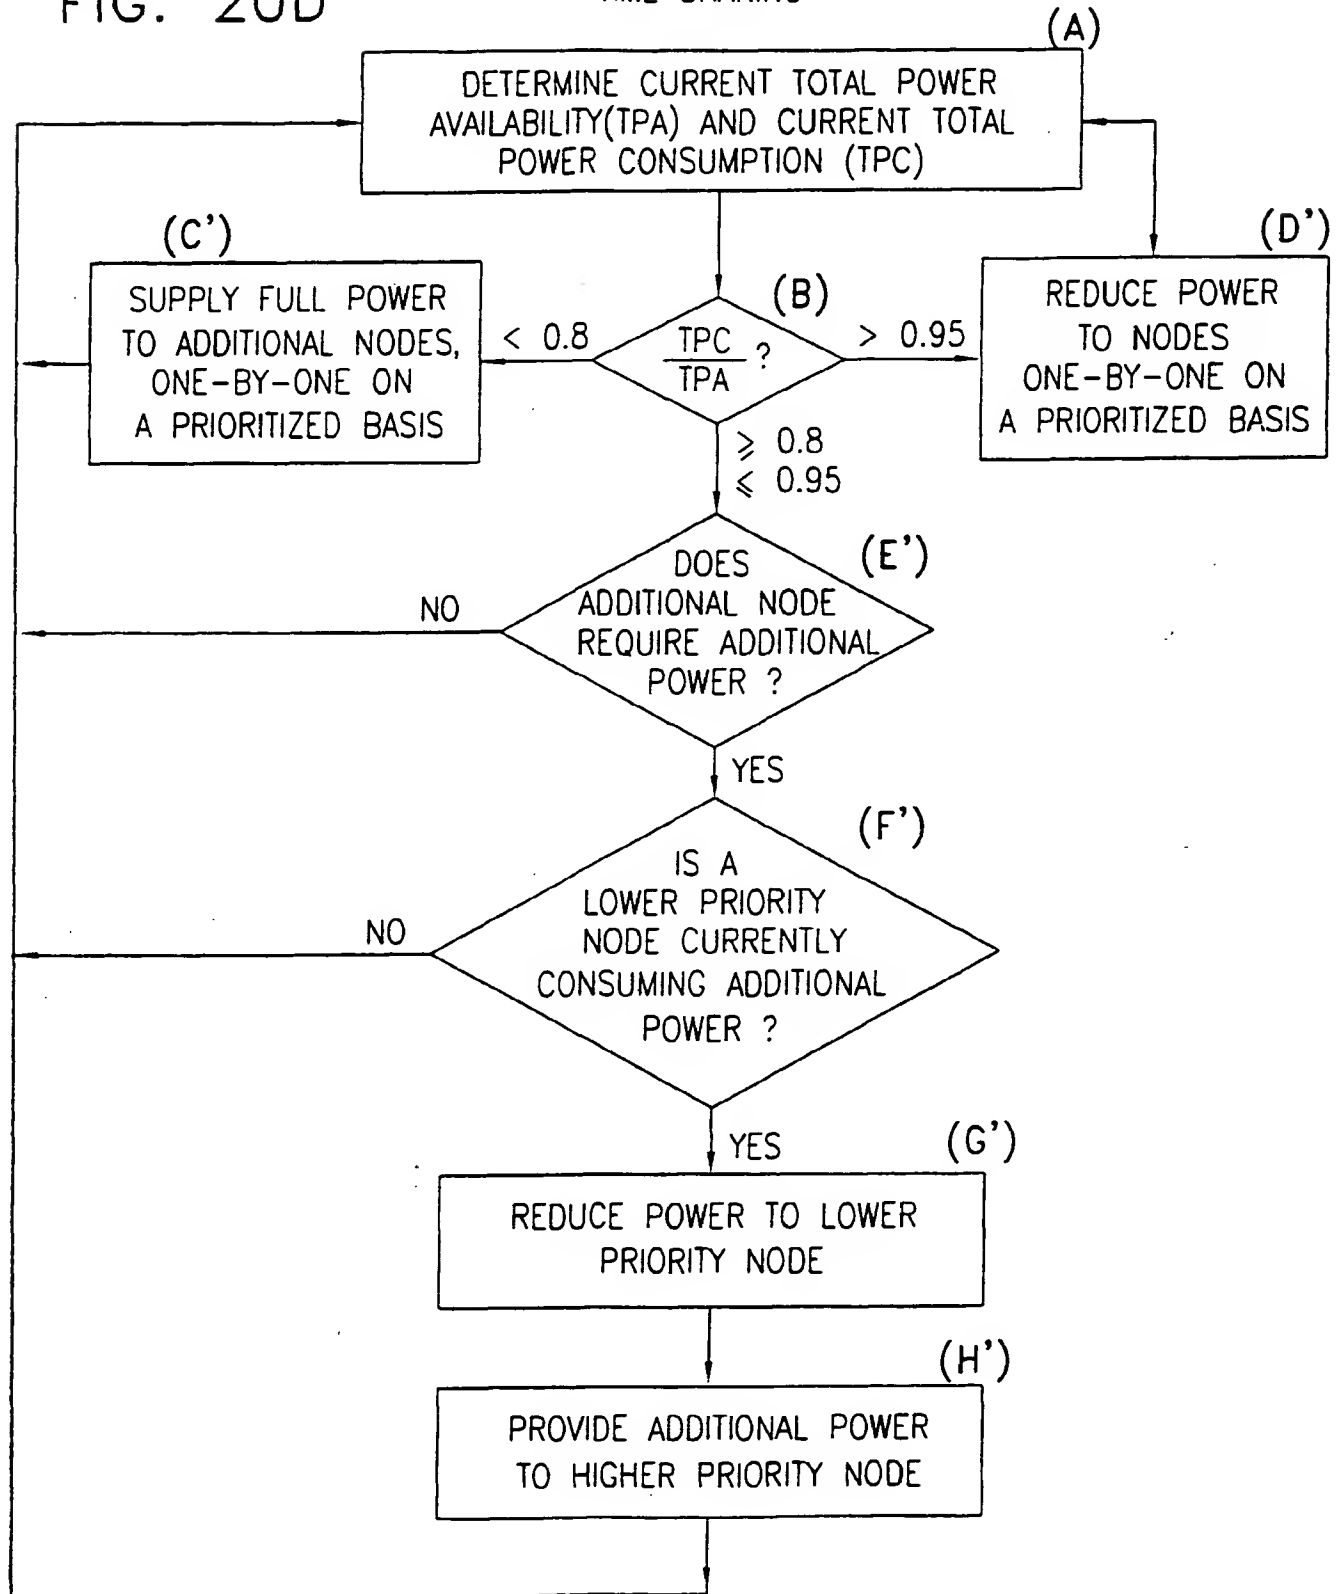 FIG. 20D
(A)
DETERMINE CURRENT TOTAL POWER
AVAILABILITY(TPA) AND CURRENT TOTAL
POWER CONSUMPTION (TPC)
(C')
SUPPLY FULL POWER
TO ADDITIONAL NODES,
ONE-BY-ONE ON
A PRIORITIZED BASIS
< 0.8
(B)
TPC
TPA
?
> 0.95
(D')
REDUCE POWER
TO NODES
ONE-BY-ONE ON
A PRIORITIZED BASIS
⩾ 0.8
⩽ 0.95
(E')
DOES
ADDITIONAL NODE
REQUIRE ADDITIONAL
POWER ?
NO
YES
(F')
IS A
LOWER PRIORITY
NODE CURRENTLY
CONSUMING ADDITIONAL
POWER ?
NO
YES
(G')
REDUCE POWER TO LOWER
PRIORITY NODE
(H')
PROVIDE ADDITIONAL POWER
TO HIGHER PRIORITY NODE